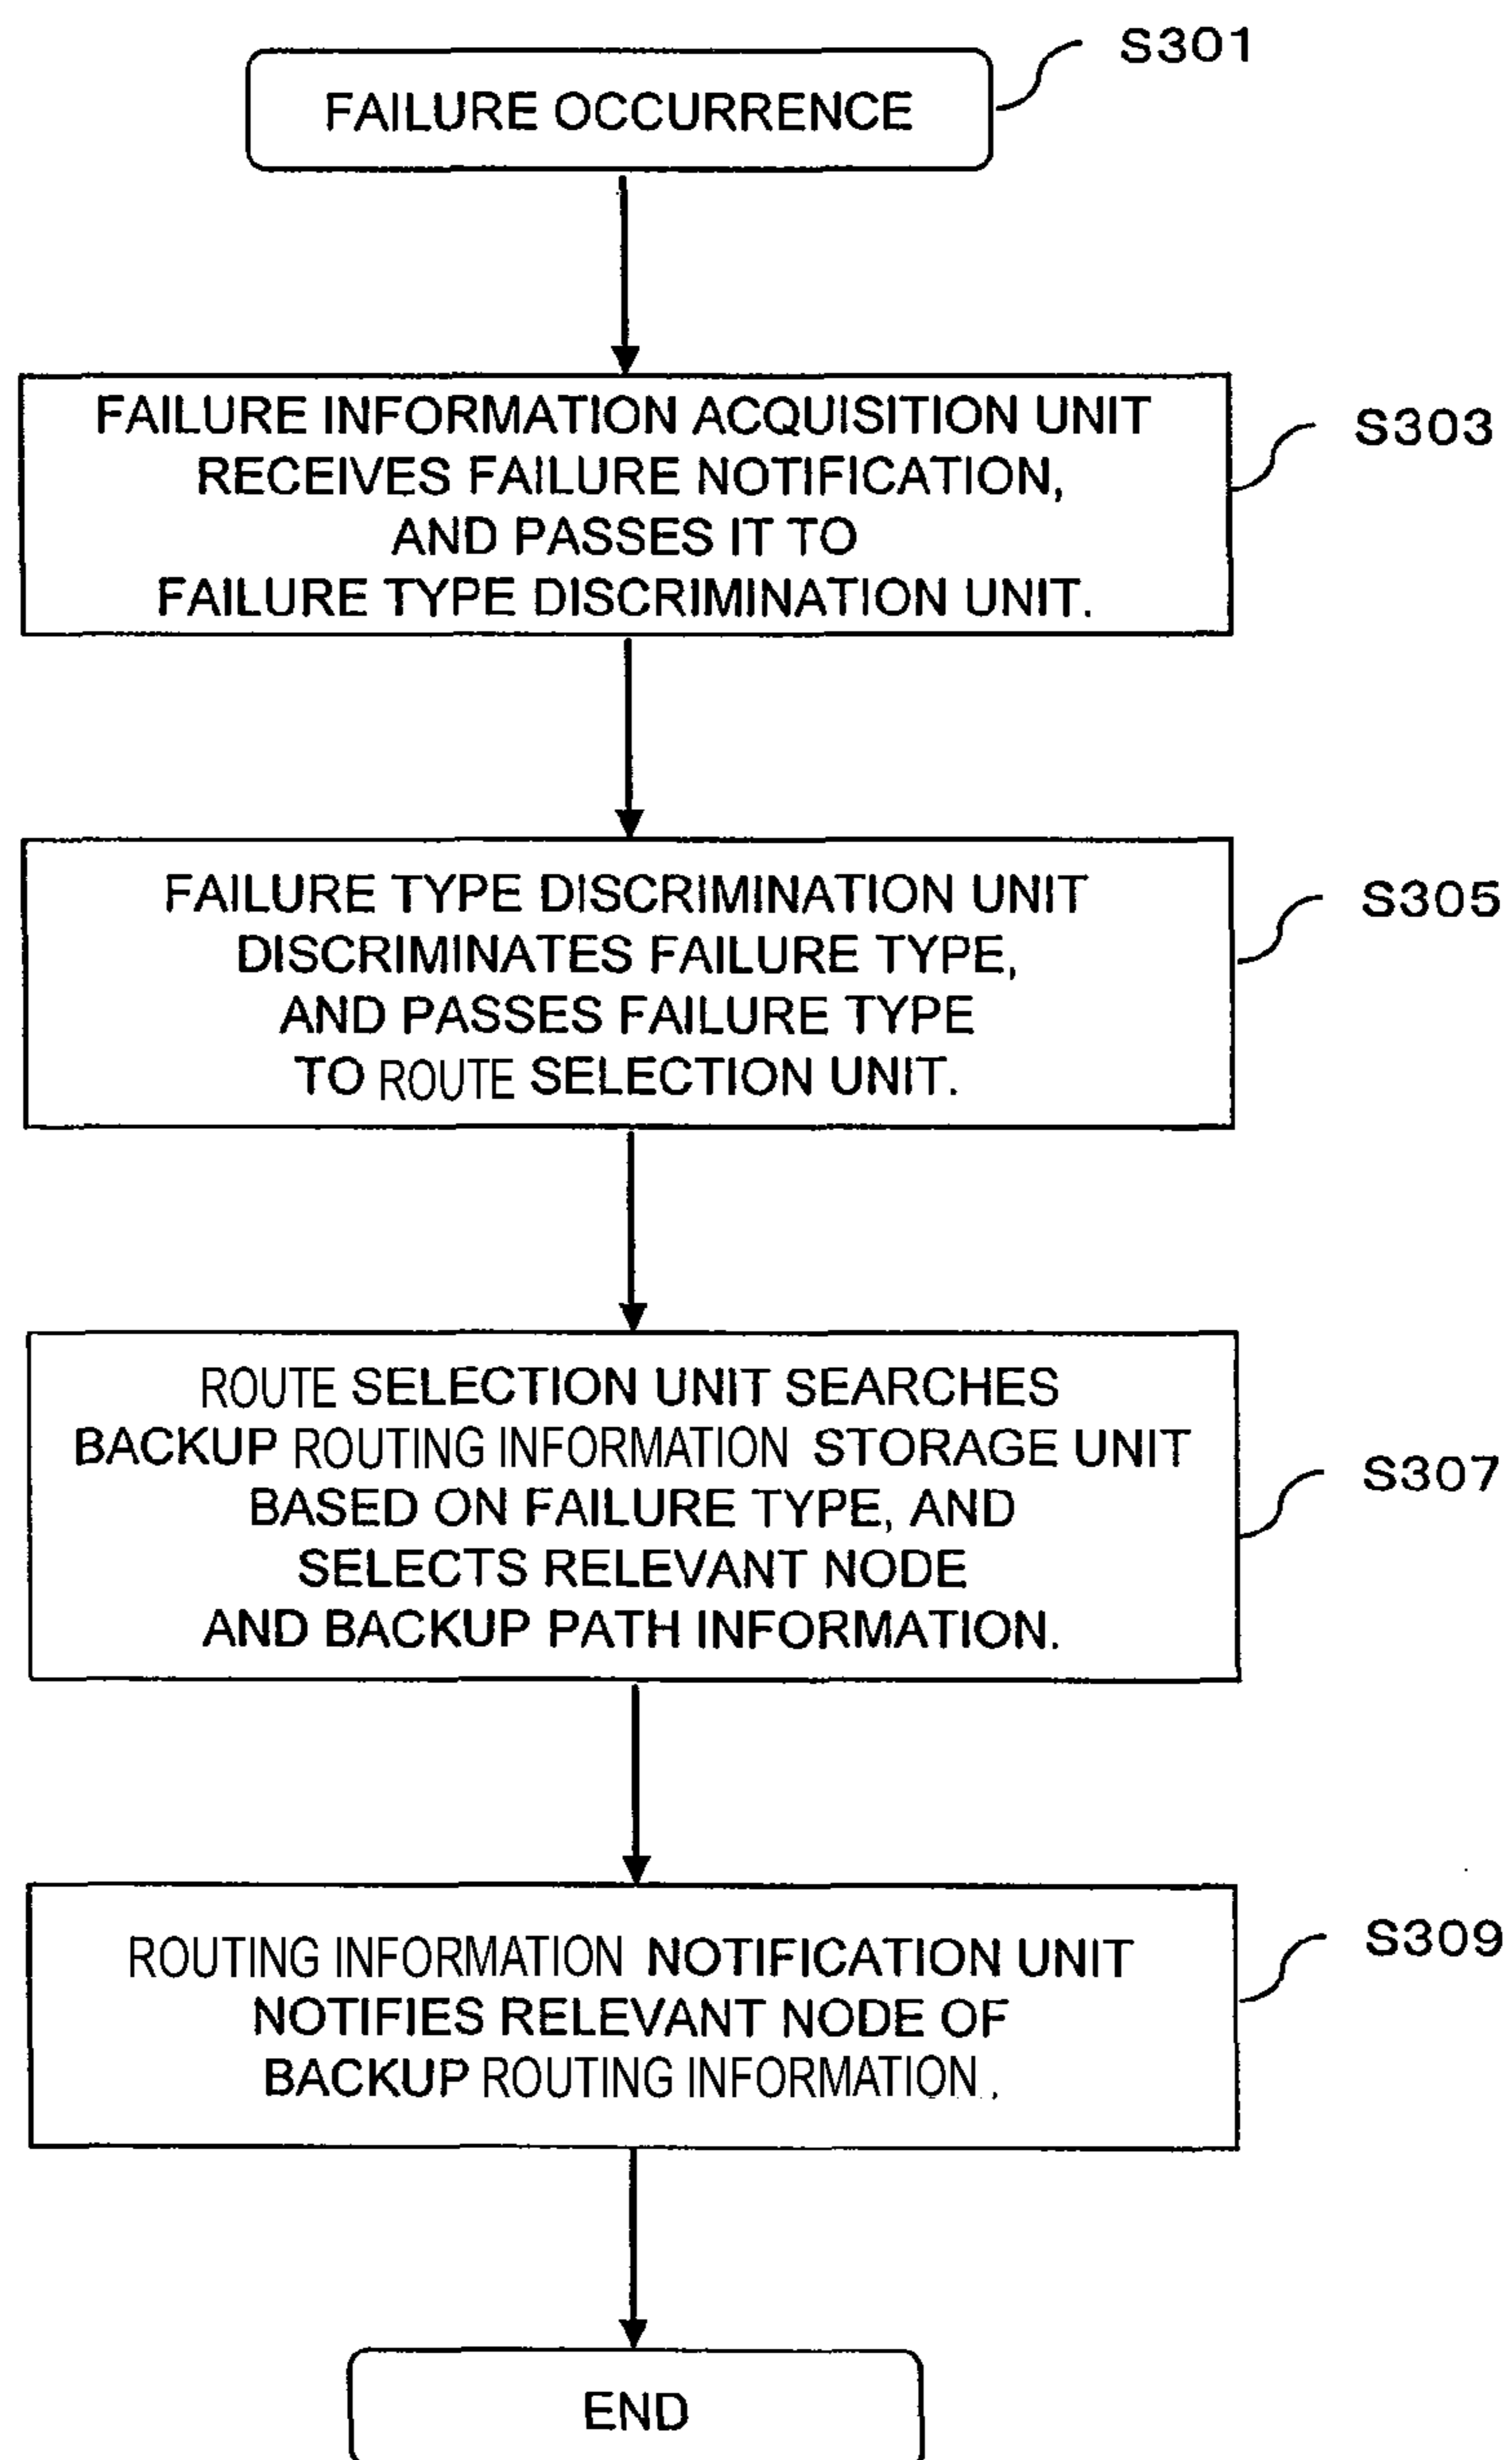 S301
FAILURE OCCURRENCE
FAILURE INFORMATION ACQUISITION UNIT
RECEIVES FAILURE NOTIFICATION,
AND PASSES IT TO
FAILURE TYPE DISCRIMINATION UNIT.
S303
FAILURE TYPE DISCRIMINATION UNIT
DISCRIMINATES FAILURE TYPE,
AND PASSES FAILURE TYPE
TO ROUTE SELECTION UNIT.
S305
ROUTE SELECTION UNIT SEARCHES
BACKUP ROUTING INFORMATION STORAGE UNIT
BASED ON FAILURE TYPE, AND
SELECTS RELEVANT NODE
AND BACKUP PATH INFORMATION.
S307
ROUTING INFORMATION NOTIFICATION UNIT
NOTIFIES RELEVANT NODE OF
BACKUP ROUTING INFORMATION.
S309
END